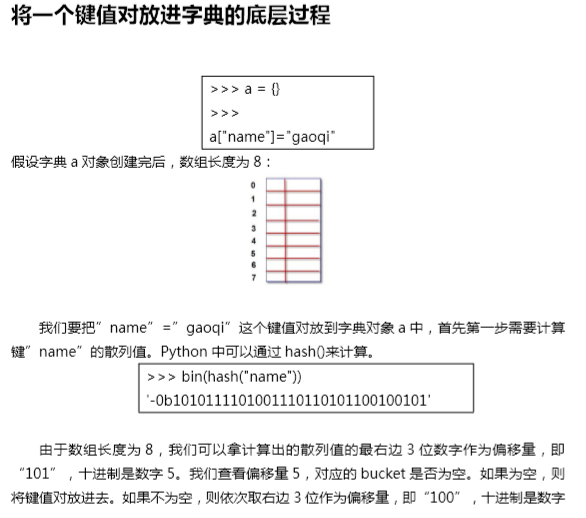 将一个键值对放进字典的底层过程
>>> a = {}
>>>
a["name"]="gaoqi"
假设字典 a 对象创建完后，数组长度为 8：
0
1
2
3
4
5
6
7
我们要把”name”=”gaoqi”这个键值对放到字典对象 a 中，首先第一步需要计算
键”name”的散列值。Python 中可以通过 hash()来计算。
>>> bin(hash("name"))
'-0b1010111101001110110101100100101'
由于数组长度为 8，我们可以拿计算出的散列值的最右边 3 位数字作为偏移量，即
“101”，十进制是数字 5。我们查看偏移量 5，对应的 bucket 是否为空。如果为空，则
将键值对放进去。如果不为空，则依次取右边 3 位作为偏移量，即“100”，十进制是数字